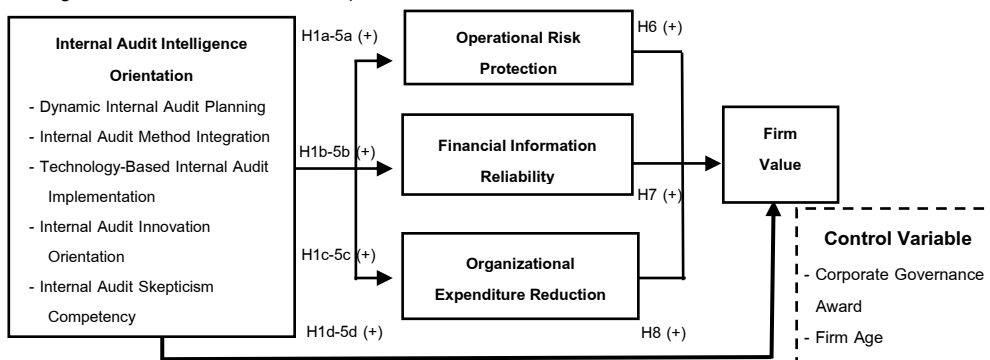 Internal Audit Intelligence
Orientation
- Dynamic Internal Audit Planning
- Internal Audit Method Integration
- Technology-Based Internal Audit
Implementation
- Internal Audit Innovation
Orientation
- Internal Audit Skepticism
Competency
H1a-5a (+)
H1b-5b (+)
H1c-5c (+)
H1d-5d (+)
Operational Risk
Protection
Financial Information
Reliability
Organizational
Expenditure Reduction
H6 (+)
H7 (+)
H8 (+)
Firm
Value
Control Variable
- Corporate Governance
Award
- Firm Age